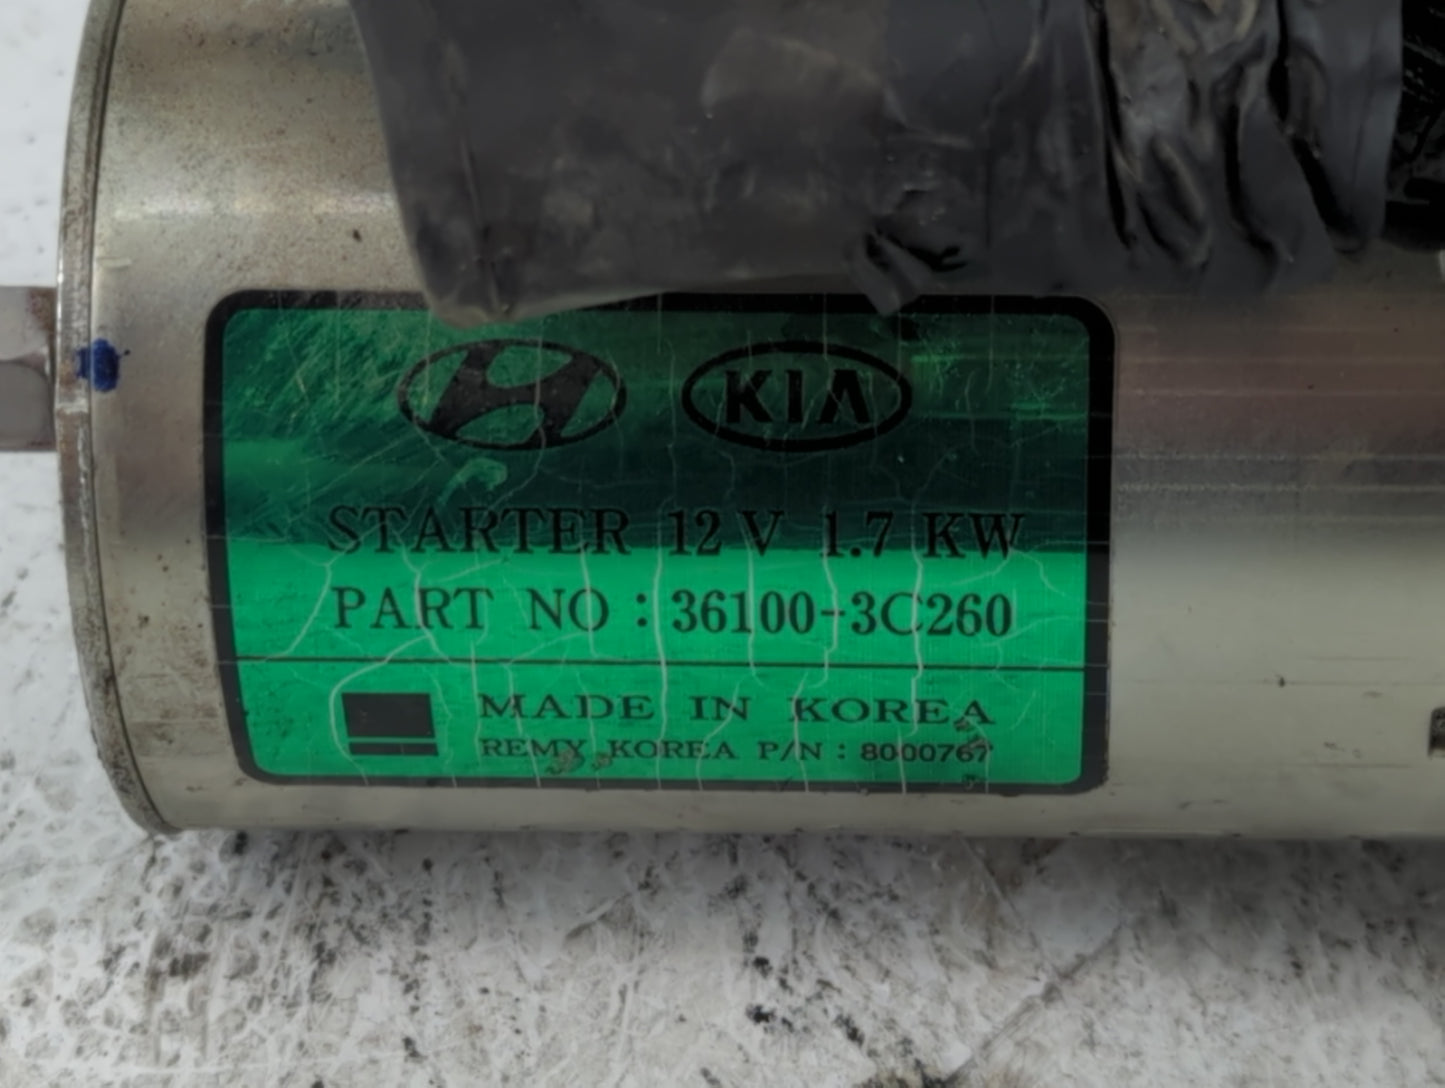 KIA
STARTER 12 V 1.7 KW
PART NO : 36100-3C260
MADE IN KOREA
REMY KOREA P/N : 8000767